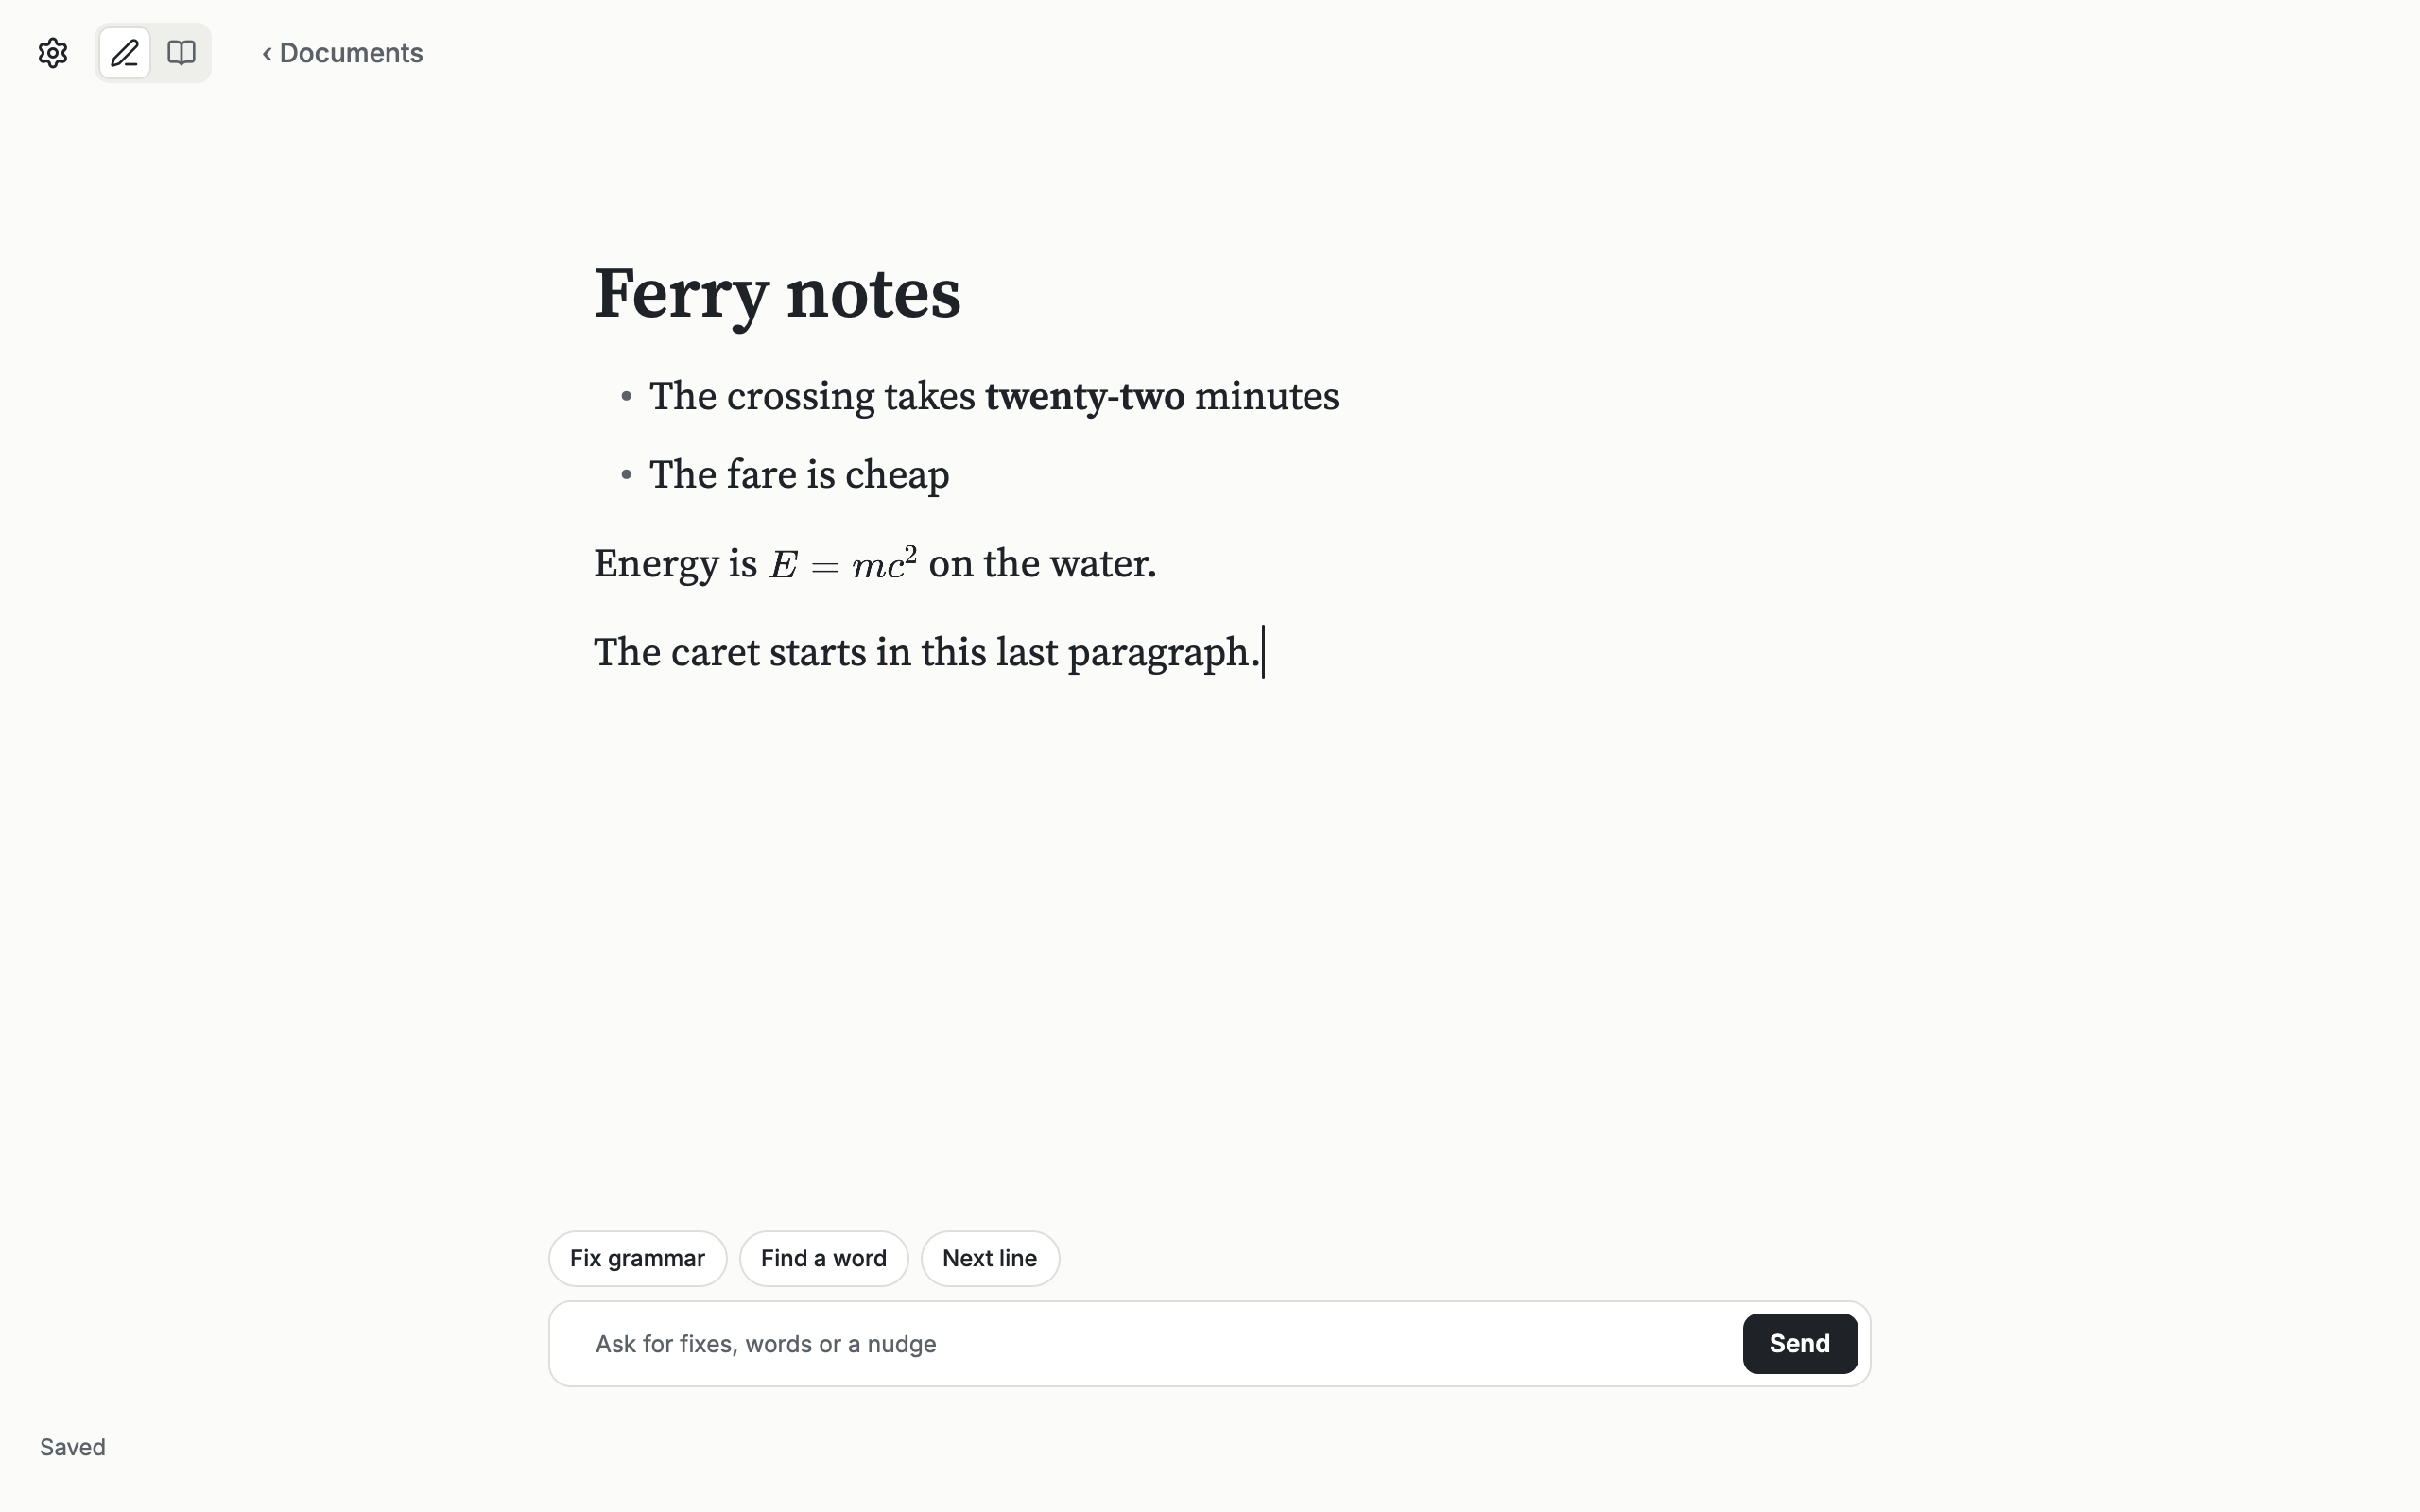 ‹ Documents
Ferry notes
• The crossing takes twenty-two minutes
• The fare is cheap
Energy is E = mc² on the water.
The caret starts in this last paragraph.
Fix grammar
Find a word
Next line
Ask for fixes, words or a nudge
Send
Saved